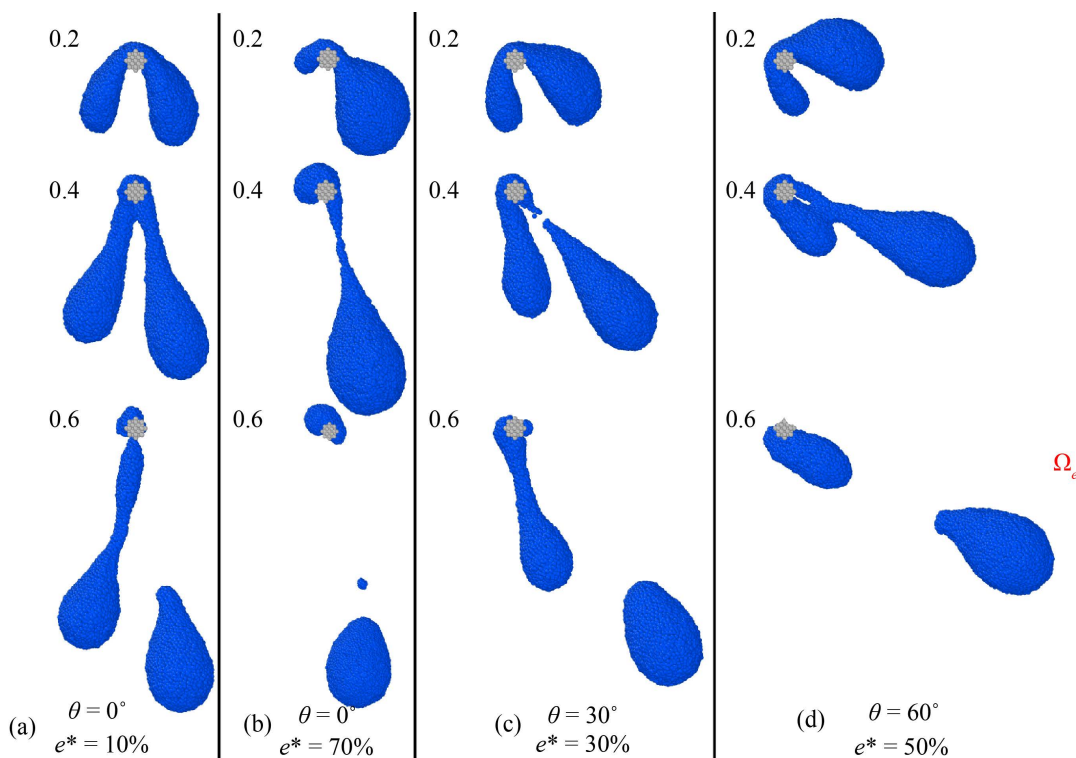 0.2
0.4
0.6
(a)
θ = 0°
e* = 10%
0.2
0.4
0.6
(b)
θ = 0°
e* = 70%
0.2
0.4
0.6
(c)
θ = 30°
e* = 30%
0.2
0.4
0.6
(d)
θ = 60°
e* = 50%
Ωe